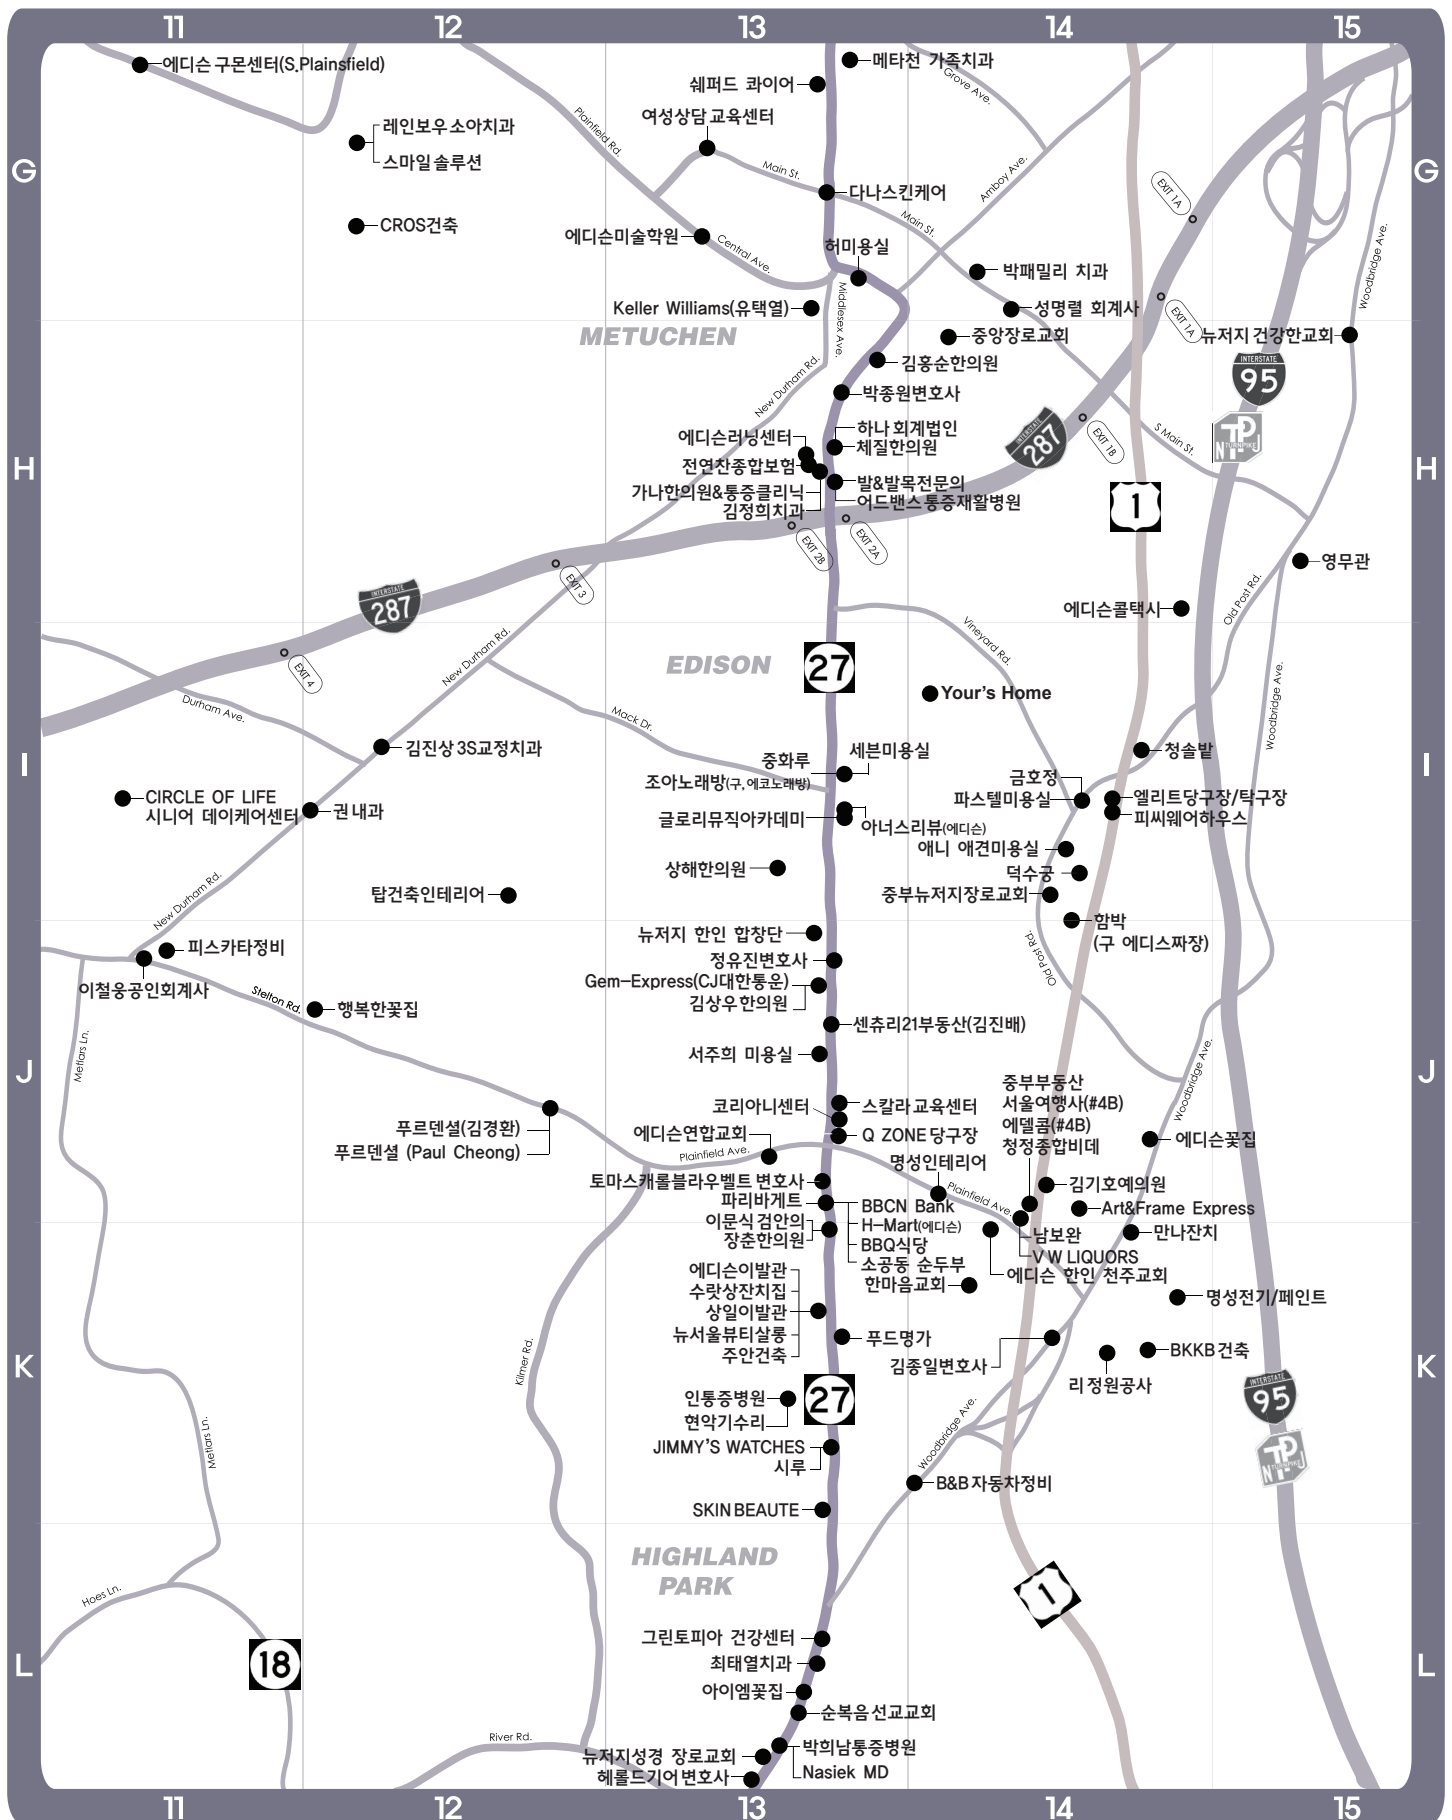 11 12 13 14 15
에디슨 구몬센터(S.Plainsfield)
메타천 가족치과
쉐퍼드 콰이어
Grove Ave.
레인보우 소아치과
스마일 솔루션
Plainfield Rd.
여성상담 교육센터
Main St.
G G
Amboy Ave.
EXIT 1A
다나스킨케어
Main St.
CROS건축
에디슨미술학원
Central Ave.
허미용실
박패밀리 치과
Woodbridge Ave.
Keller Williams(유택열)
Middlesex Ave.
성명렬 회계사
EXIT 1A
METUCHEN
중앙장로교회
뉴저지 건강한교회
김홍순한의원
INTERSTATE
95
New Durham Rd.
박종원변호사
에디슨러닝센터
하나 회계법인
체질한의원
INTERSTATE
287
EXIT 1B
S Main St.
NJ TURNPIKE TP
H H
전연찬종합보험
가나한의원&통증클리닉
김정희치과
발&발목전문의
어드밴스 통증재활병원
1
EXIT 2B
EXIT 2A
EXIT 3
영무관
INTERSTATE
287
에디슨콜택시
Old Post Rd.
Vineyard Rd.
New Durham Rd.
EXIT 4
EDISON
27
Your's Home
Durham Ave.
Mack Dr.
Woodbridge Ave.
김진상 3S교정치과
세븐미용실
중화루
조아노래방(구, 에코노래방)
청솔밭
I I
금호정
파스텔미용실
엘리트당구장/탁구장
피씨웨어하우스
CIRCLE OF LIFE
시니어 데이케어센터
권내과
글로리뮤직아카데미
아너스리뷰(에디슨)
애니 애견미용실
상해한의원
덕수궁
탑건축인테리어
중부뉴저지장로교회
New Durham Rd.
함박
(구 에디스짜장)
뉴저지 한인 합창단
피스카타정비
정유진변호사
Old Post Rd.
이철웅공인회계사
Gem-Express(CJ대한통운)
김상우한의원
Stelton Rd.
행복한꽃집
센츄리21부동산(김진배)
Metlars Ln.
서주희 미용실
J J
Woodbridge Ave.
중부부동산
서울여행사(#4B)
에델콤(#4B)
청정종합비데
코리아니센터
스칼라 교육센터
푸르덴셜(김경환)
푸르덴셜 (Paul Cheong)
에디슨연합교회
Q ZONE 당구장
에디슨꽃집
Plainfield Ave.
명성인테리어
토마스캐롤블라우벨트 변호사
Plainfield Ave.
김기호예의원
파리바게트
BBCN Bank
Art&Frame Express
이문식 검안의
장춘한의원
H-Mart(에디슨)
BBQ식당
소공동 순두부
남보완
V W LIQUORS
만나잔치
에디슨 한인 천주교회
에디슨이발관
수랏상잔치집
상일이발관
뉴서울뷰티살롱
주안건축
한마음교회
명성전기/페인트
푸드명가
김종일변호사
BKKB 건축
리정원공사
Kilmer Rd.
K K
인통증병원
현악기수리
27
INTERSTATE
95
Metlars Ln.
Woodbridge Ave.
JIMMY'S WATCHES
시루
NJ TURNPIKE TP
B&B 자동차정비
SKIN BEAUTE
HIGHLAND
PARK
Hoes Ln.
1
18
그린토피아 건강센터
최태열치과
L L
아이엠꽃집
순복음선교교회
River Rd.
박희남통증병원
뉴저지성경 장로교회
Nasiek MD
헤롤드기어변호사
11 12 13 14 15